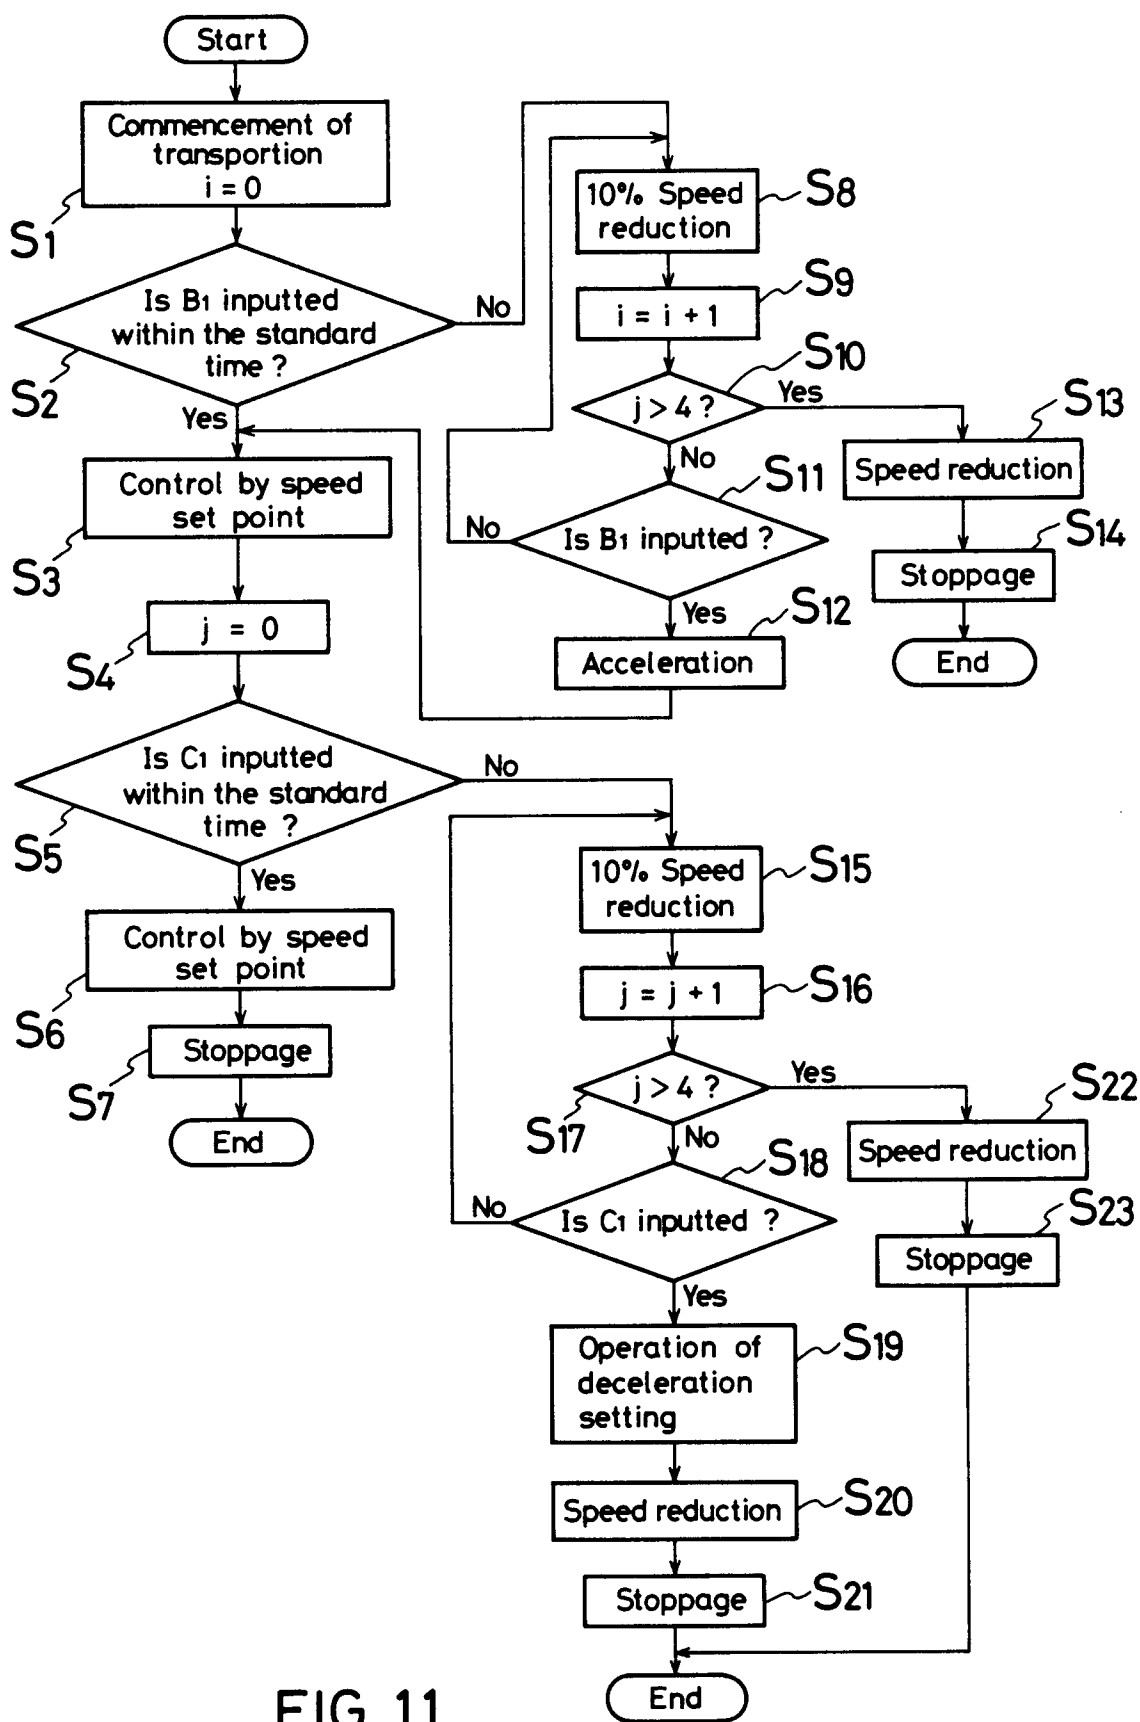 Start
Commencement of
transportion
i = 0
S1
Is B1 inputted
within the standard
time ?
S2
No
Yes
Control by speed
set point
S3
j = 0
S4
Is C1 inputted
within the standard
time ?
S5
No
Yes
Control by speed
set point
S6
Stoppage
S7
End
10% Speed
reduction
S8
i = i + 1
S9
j > 4 ?
S10
Yes
No
Is B1 inputted ?
S11
No
Yes
Acceleration
S12
Speed reduction
S13
Stoppage
S14
End
10% Speed
reduction
S15
j = j + 1
S16
j > 4 ?
S17
Yes
No
Is C1 inputted ?
S18
No
Yes
Operation of
deceleration
setting
S19
Speed reduction
S20
Stoppage
S21
Speed reduction
S22
Stoppage
S23
End
FIG. 11